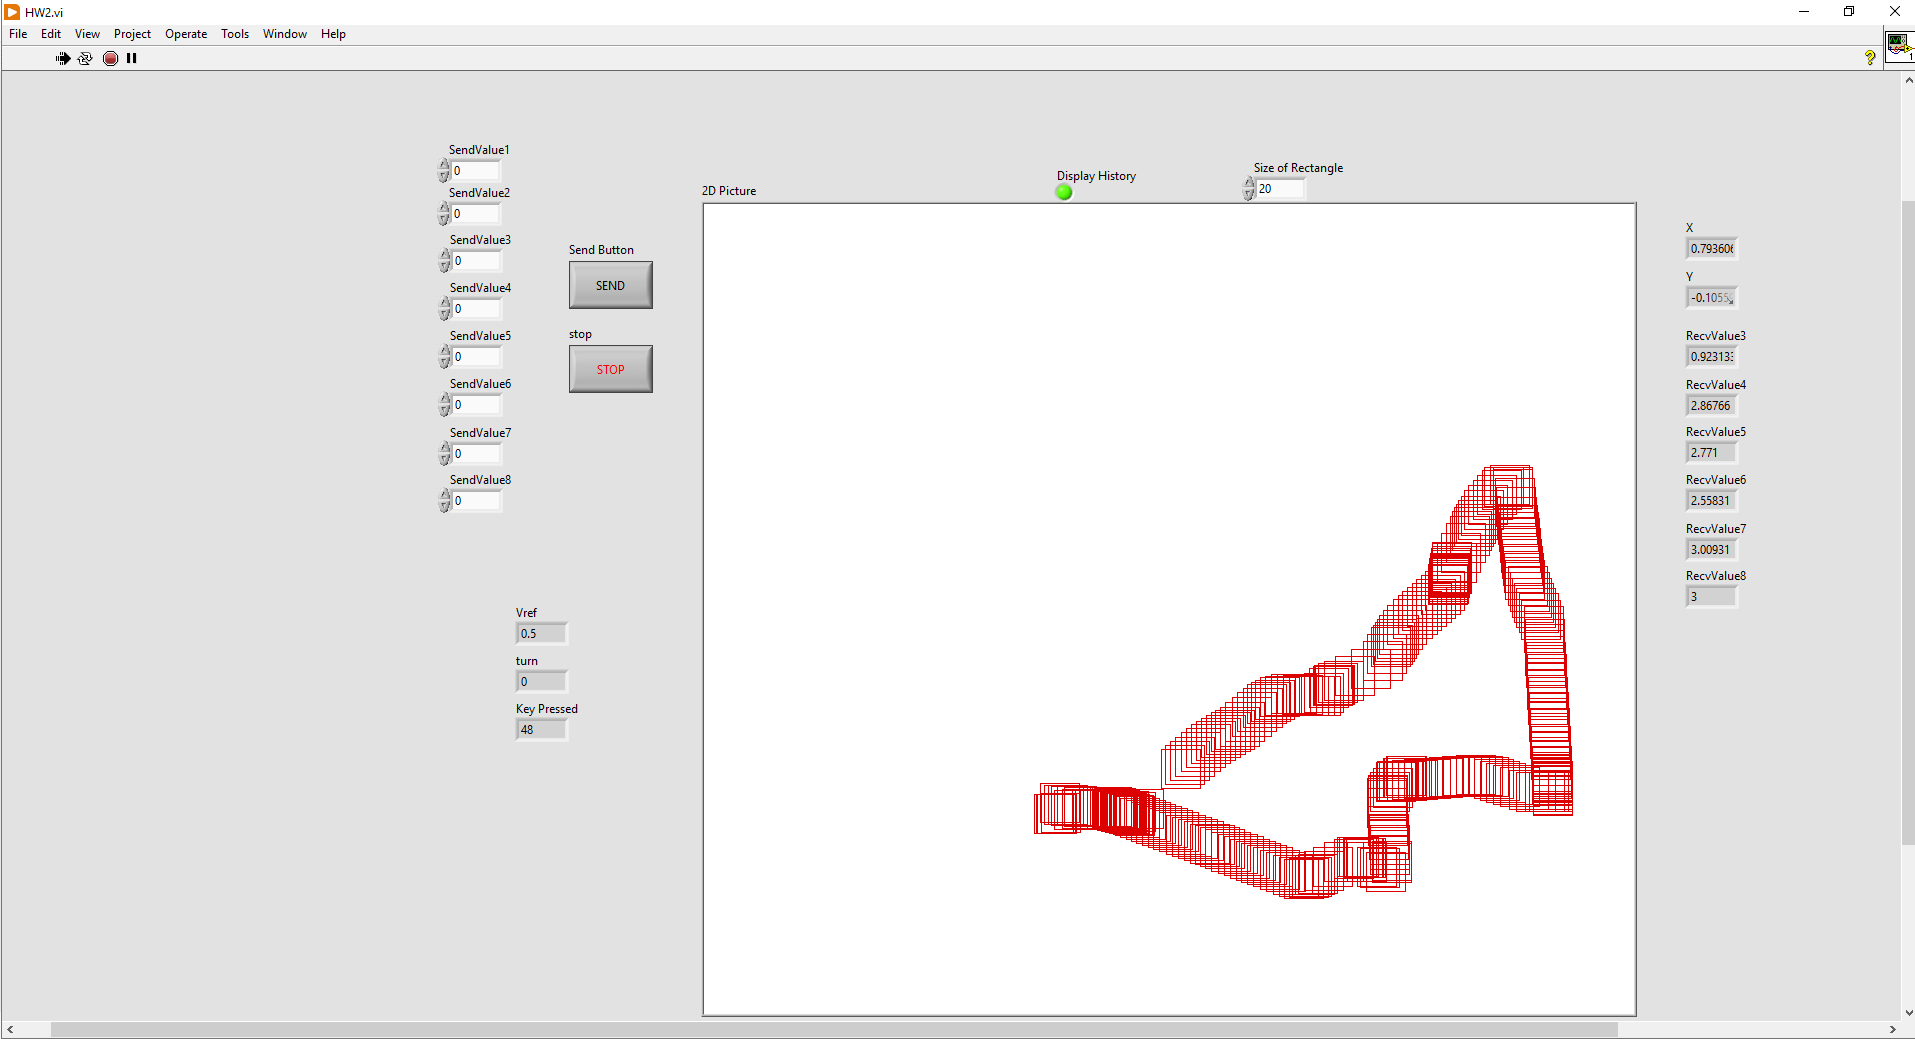 HW2.vi
File Edit View Project Operate Tools Window Help
?
1
SendValue1
0
SendValue2
0
SendValue3
0
SendValue4
0
SendValue5
0
SendValue6
0
SendValue7
0
SendValue8
0
Send Button
SEND
stop
STOP
Vref
0.5
turn
0
Key Pressed
48
2D Picture
Display History
Size of Rectangle
20
X
0.793606
Y
-0.1055
RecvValue3
0.923133
RecvValue4
2.86766
RecvValue5
2.771
RecvValue6
2.55831
RecvValue7
3.00931
RecvValue8
3